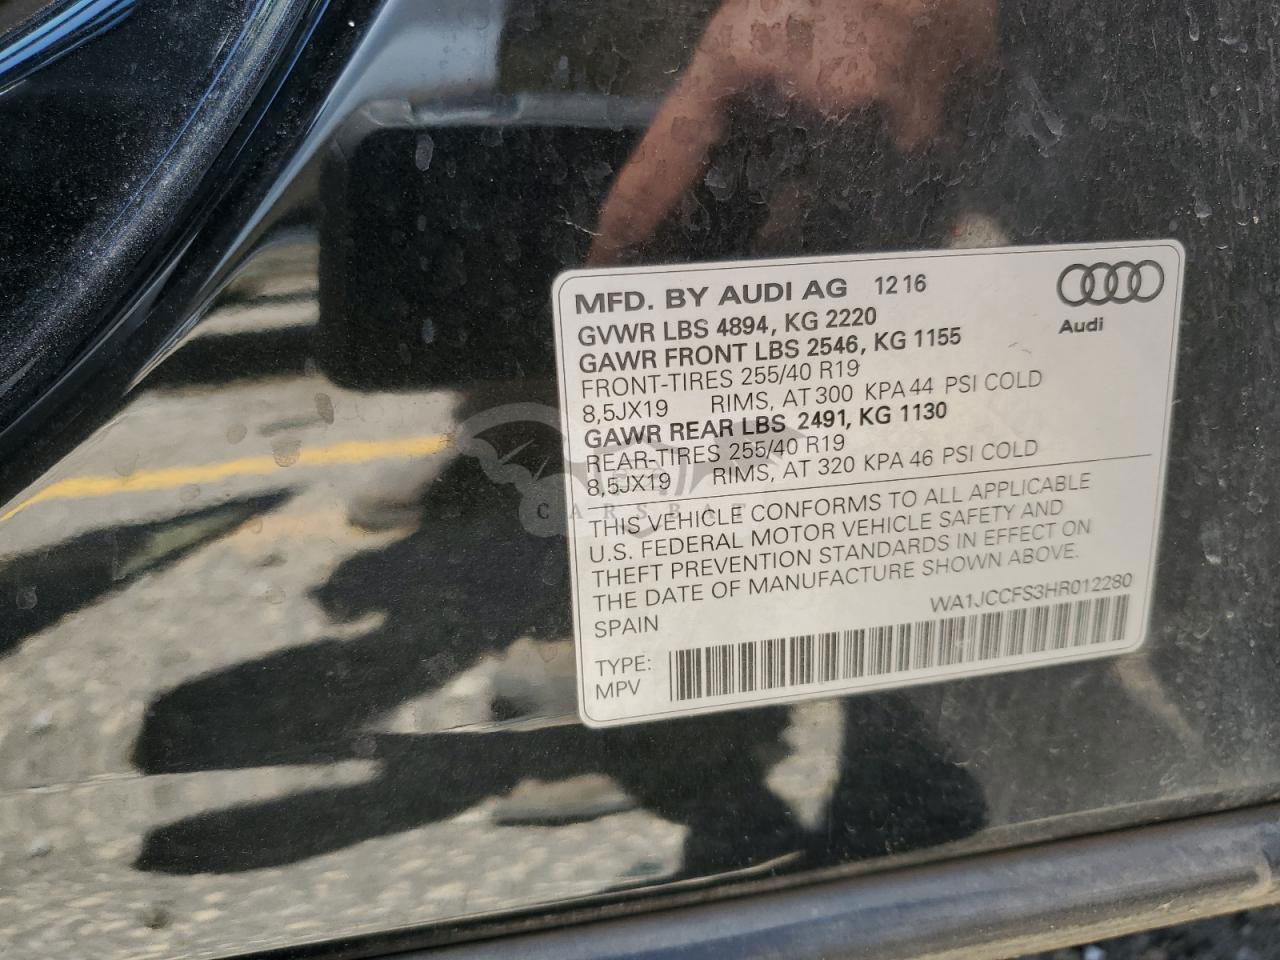 MFD. BY AUDI AG 12 16
Audi
GVWR LBS 4894, KG 2220
GAWR FRONT LBS 2546, KG 1155
FRONT-TIRES 255/40 R19
8,5JX19 RIMS, AT 300 KPA 44 PSI COLD
GAWR REAR LBS 2491, KG 1130
REAR-TIRES 255/40 R19
8,5JX19 RIMS, AT 320 KPA 46 PSI COLD
THIS VEHICLE CONFORMS TO ALL APPLICABLE
U.S. FEDERAL MOTOR VEHICLE SAFETY AND
THEFT PREVENTION STANDARDS IN EFFECT ON
THE DATE OF MANUFACTURE SHOWN ABOVE.
SPAIN
WA1JCCFS3HR012280
TYPE:
MPV